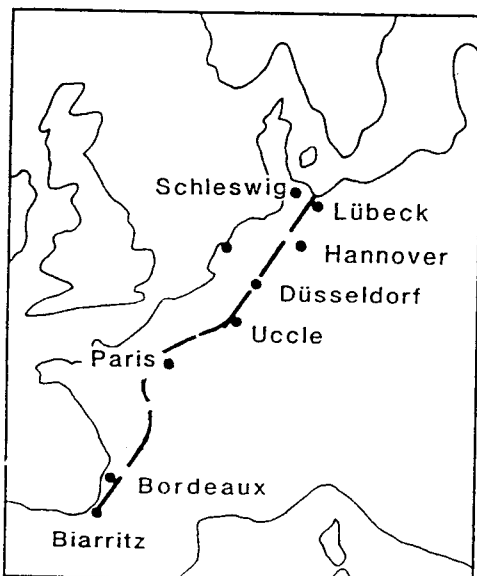 Schleswig
Lübeck
Hannover
Düsseldorf
Uccle
Paris
Bordeaux
Biarritz